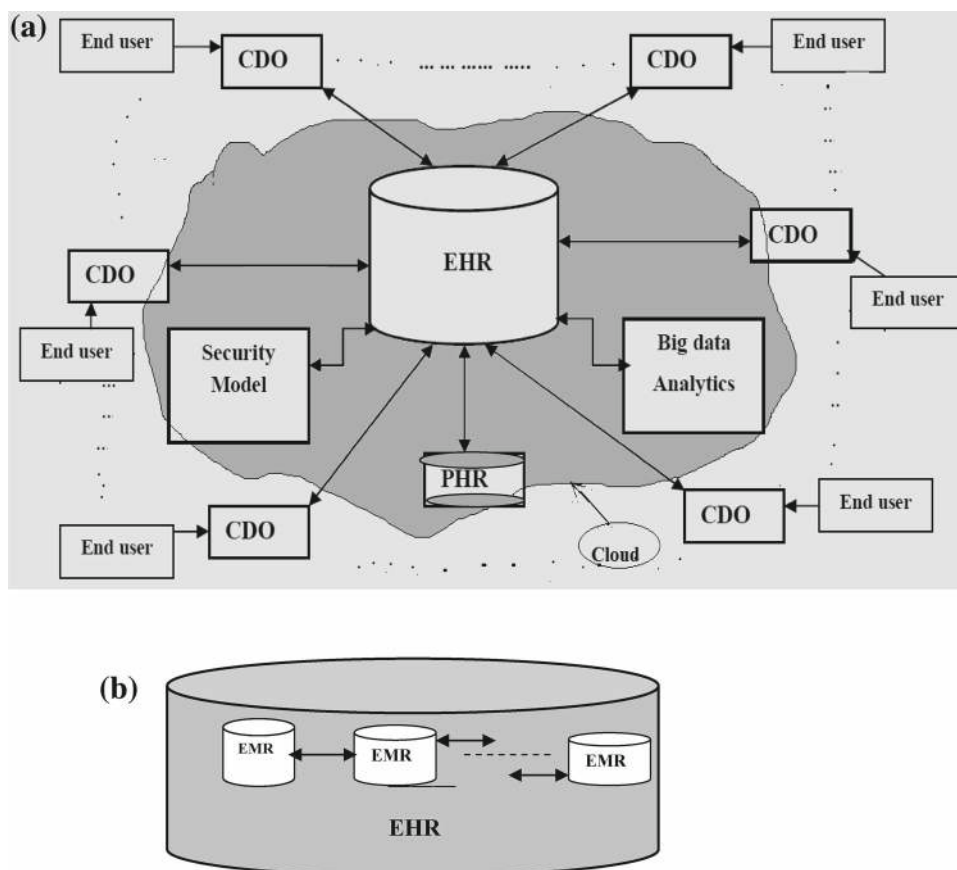 (a)
End user
CDO
CDO
End user
EHR
CDO
CDO
End user
End user
Security
Model
Big data
Analytics
PHR
End user
CDO
CDO
End user
Cloud
(b)
EMR
EMR
EMR
EHR